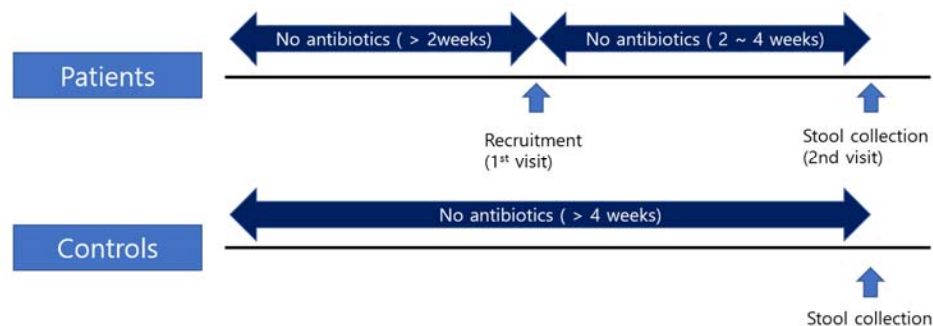 No antibiotics ( > 2weeks)
No antibiotics ( 2 ~ 4 weeks)
Patients
Recruitment
(1st visit)
Stool collection
(2nd visit)
No antibiotics ( > 4 weeks)
Controls
Stool collection